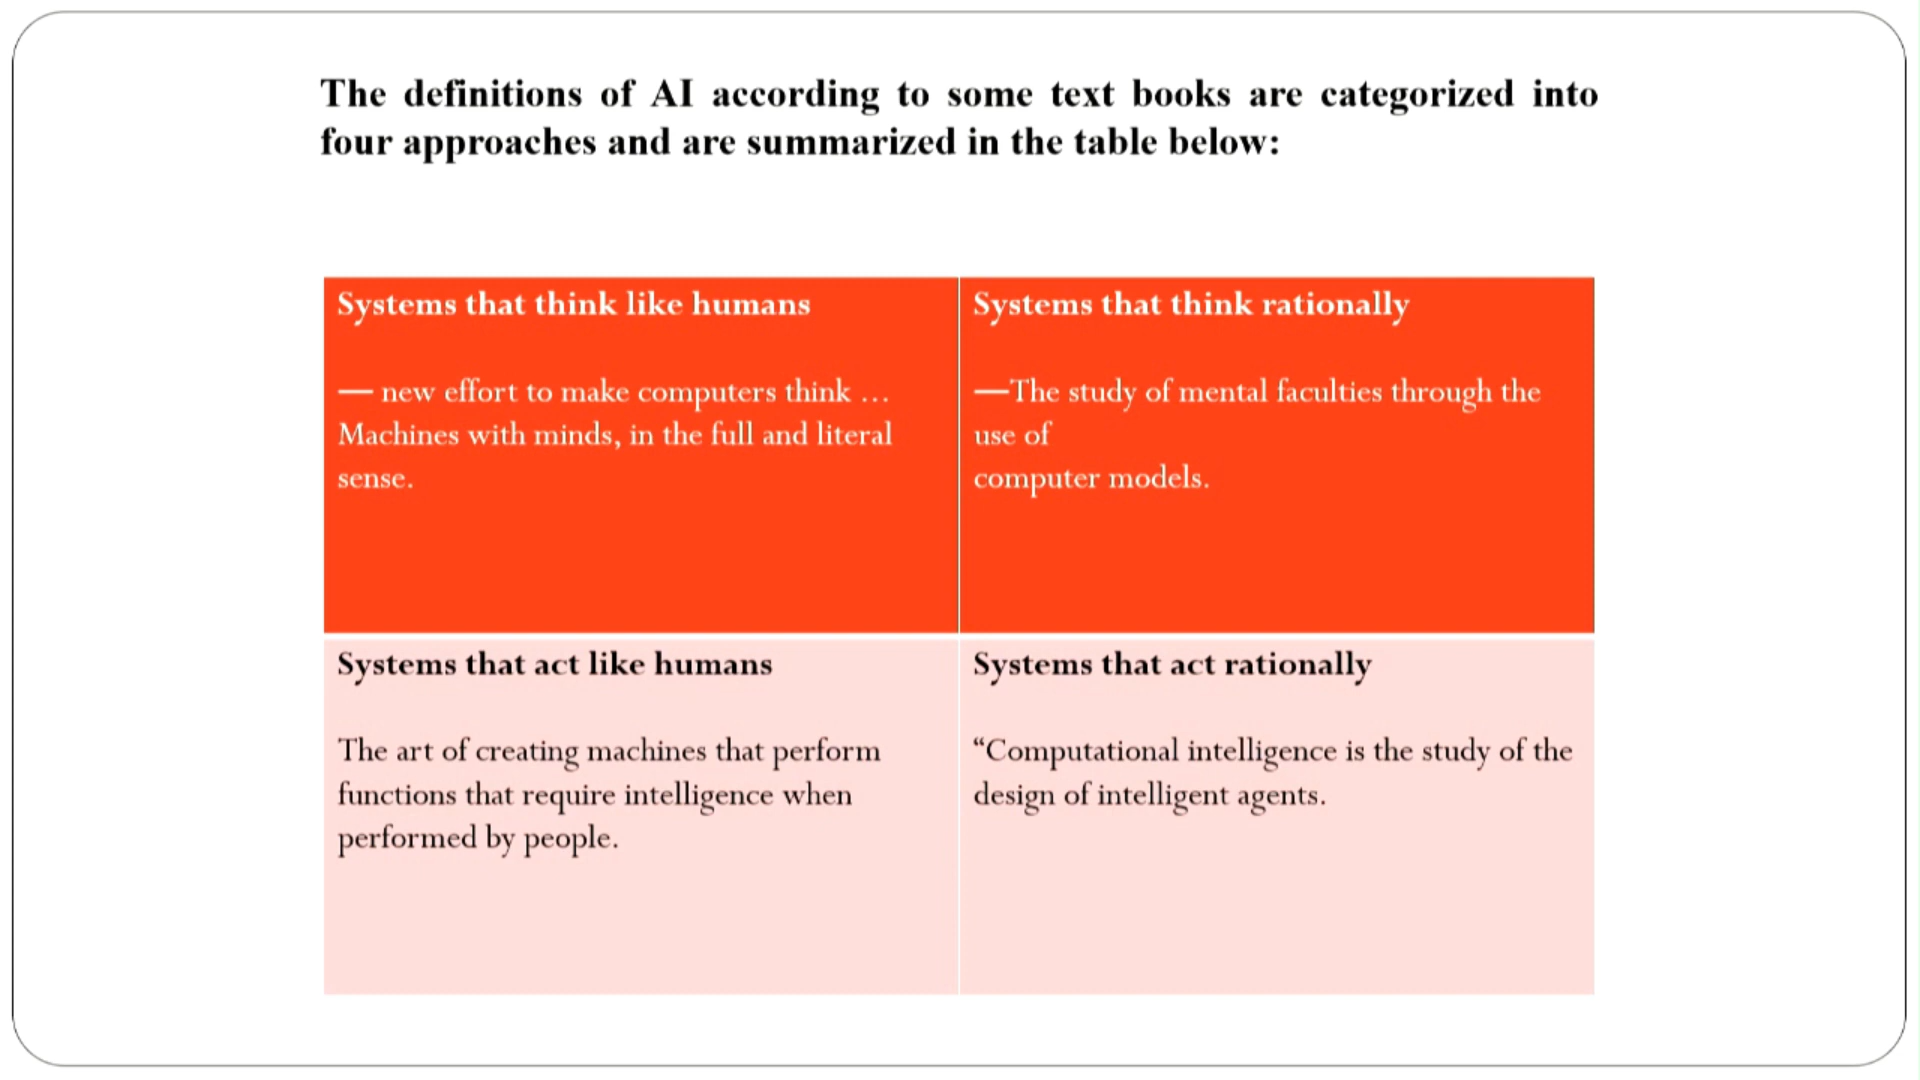 The definitions of AI according to some text books are categorized into
four approaches and are summarized in the table below:
Systems that think like humans
— new effort to make computers think …
Machines with minds, in the full and literal
sense.
Systems that think rationally
—The study of mental faculties through the
use of
computer models.
Systems that act like humans
The art of creating machines that perform
functions that require intelligence when
performed by people.
Systems that act rationally
“Computational intelligence is the study of the
design of intelligent agents.